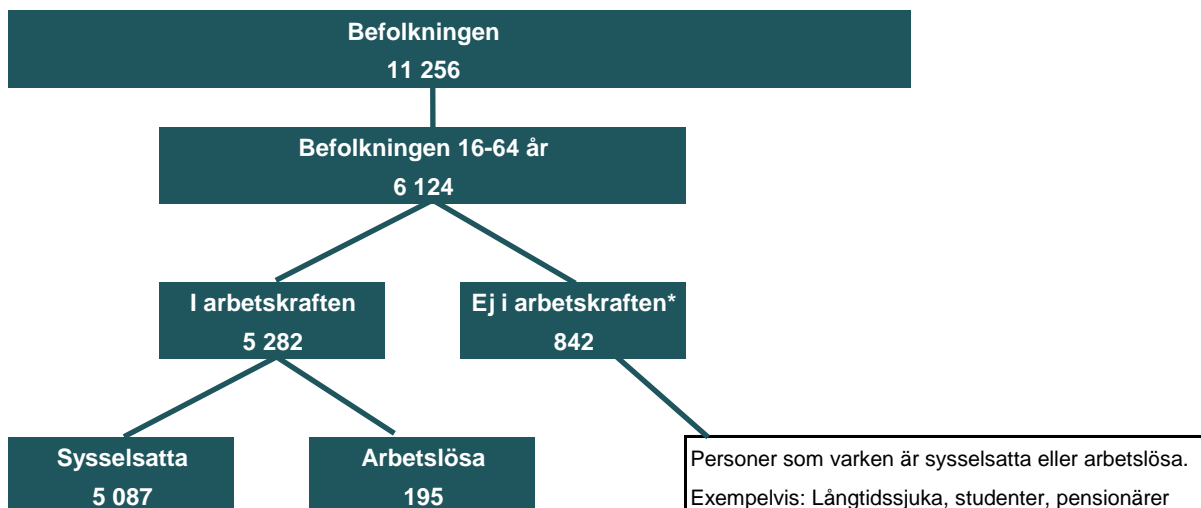 Befolkningen
11 256
Befolkningen 16-64 år
6 124
I arbetskraften
5 282
Ej i arbetskraften*
842
Sysselsatta
5 087
Arbetslösa
195
Personer som varken är sysselsatta eller arbetslösa.
Exempelvis: Långtidssjuka, studenter, pensionärer